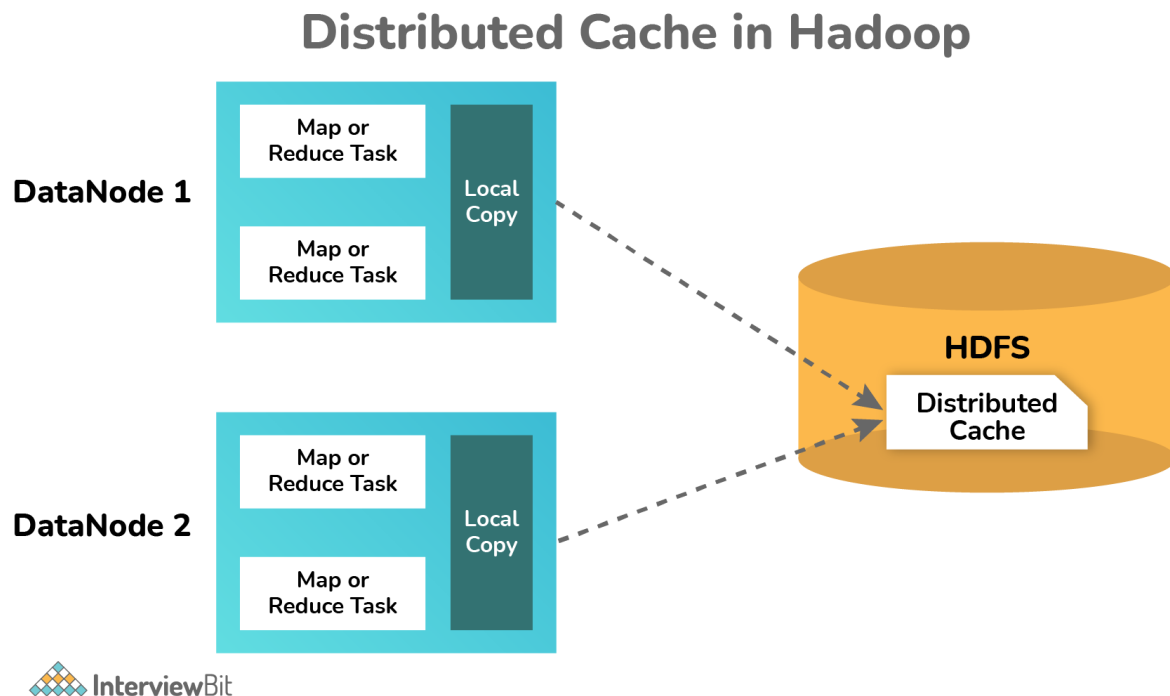 Distributed Cache in Hadoop
DataNode 1
Map or
Reduce Task
Map or
Reduce Task
Local
Copy
HDFS
Distributed
Cache
DataNode 2
Map or
Reduce Task
Map or
Reduce Task
Local
Copy
InterviewBit